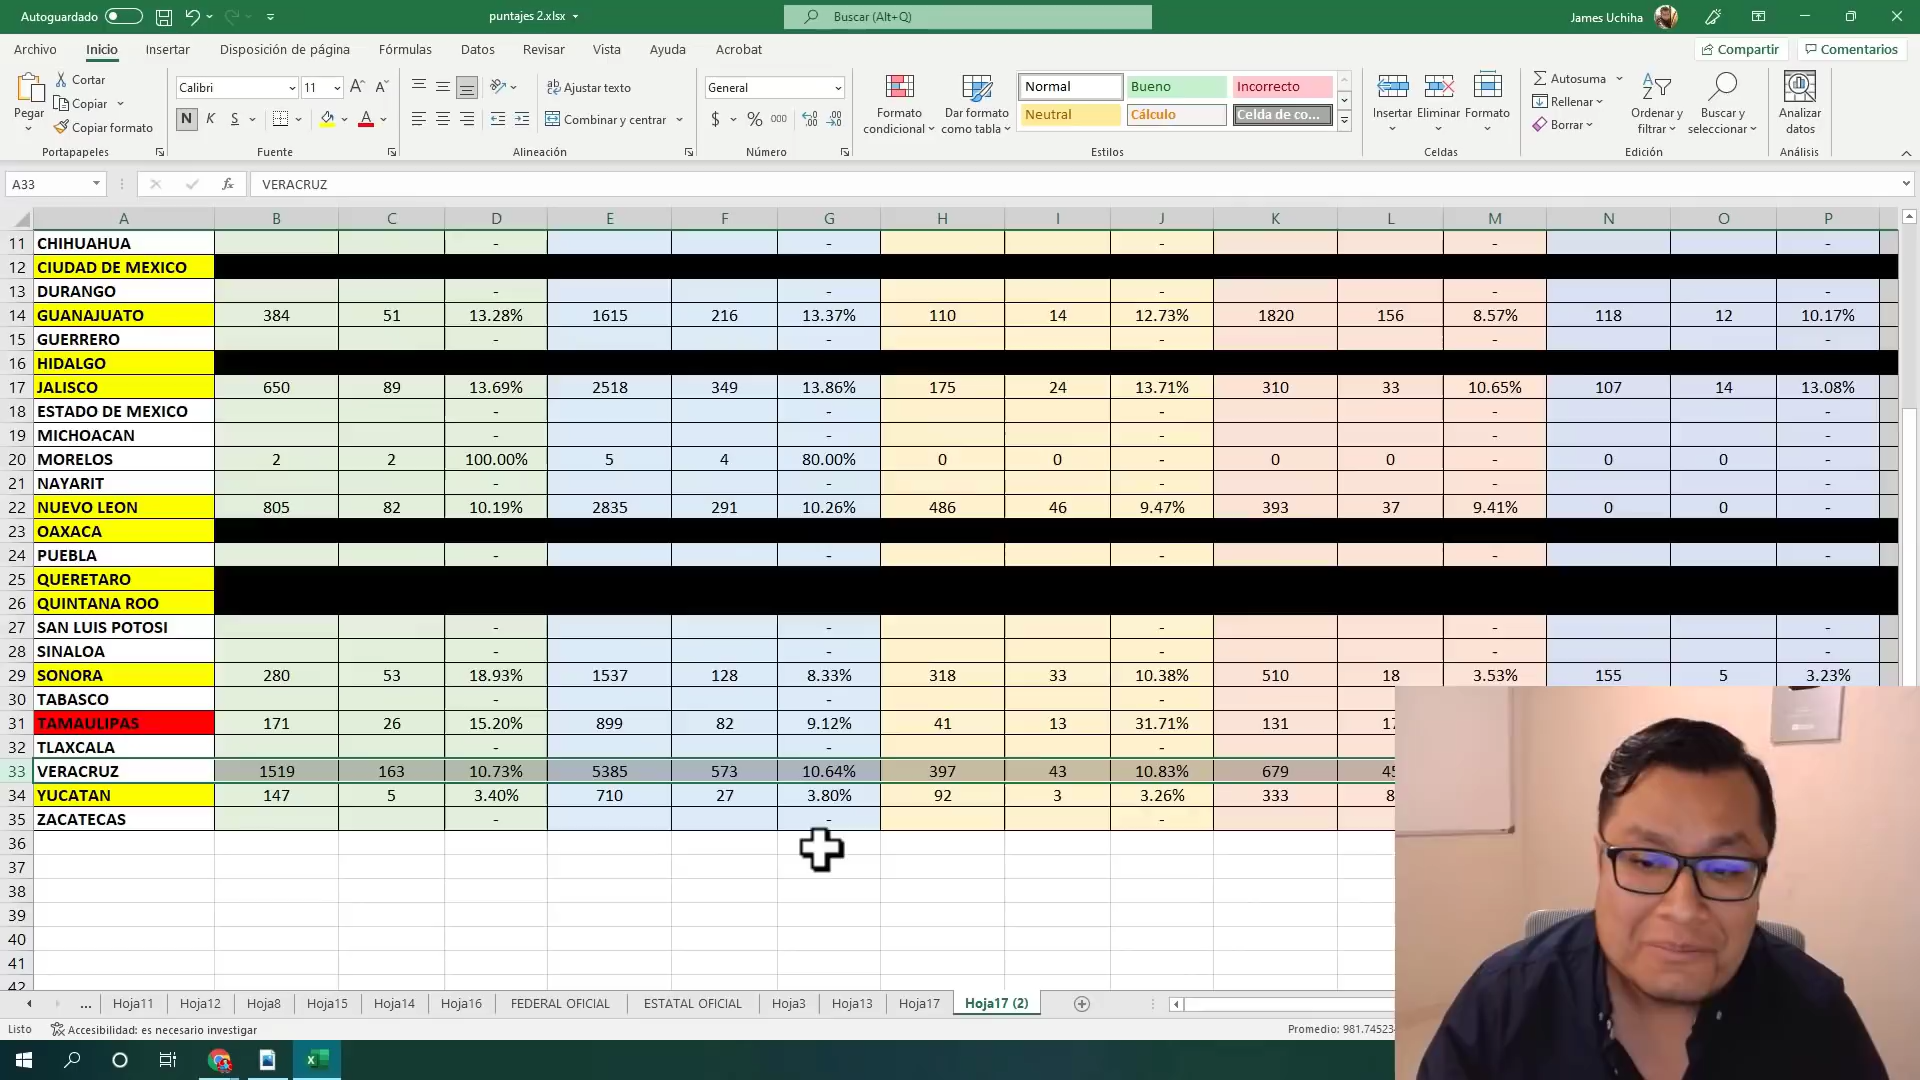 Autoguardado
puntajes 2.xlsx
Buscar (Alt+Q)
James Uchiha
Archivo Inicio Insertar Disposición de página Fórmulas Datos Revisar Vista Ayuda Acrobat
Compartir Comentarios
Pegar
Cortar
Copiar
Copiar formato
Portapapeles
Calibri 11
N K S
Fuente
Ajustar texto
Combinar y centrar
Alineación
General
$ % 000
Número
Formato condicional
Dar formato como tabla
Normal Bueno Incorrecto
Neutral Cálculo Celda de co...
Estilos
Insertar Eliminar Formato
Celdas
Autosuma
Rellenar
Borrar
Ordenar y filtrar
Buscar y seleccionar
Edición
Analizar datos
Análisis
A33 fx VERACRUZ
A B C D E F G H I J K L M N O P
11 CHIHUAHUA - - - - -
12 CIUDAD DE MEXICO
13 DURANGO - - - - -
14 GUANAJUATO 384 51 13.28% 1615 216 13.37% 110 14 12.73% 1820 156 8.57% 118 12 10.17%
15 GUERRERO - - - - -
16 HIDALGO
17 JALISCO 650 89 13.69% 2518 349 13.86% 175 24 13.71% 310 33 10.65% 107 14 13.08%
18 ESTADO DE MEXICO - - - - -
19 MICHOACAN - - - - -
20 MORELOS 2 2 100.00% 5 4 80.00% 0 0 - 0 0 - 0 0 -
21 NAYARIT - - - - -
22 NUEVO LEON 805 82 10.19% 2835 291 10.26% 486 46 9.47% 393 37 9.41% 0 0 -
23 OAXACA
24 PUEBLA - - - - -
25 QUERETARO
26 QUINTANA ROO
27 SAN LUIS POTOSI - - - - -
28 SINALOA - - - - -
29 SONORA 280 53 18.93% 1537 128 8.33% 318 33 10.38% 510 18 3.53% 155 5 3.23%
30 TABASCO - - -
31 TAMAULIPAS 171 26 15.20% 899 82 9.12% 41 13 31.71% 131 17
32 TLAXCALA - - -
33 VERACRUZ 1519 163 10.73% 5385 573 10.64% 397 43 10.83% 679 45
34 YUCATAN 147 5 3.40% 710 27 3.80% 92 3 3.26% 333 8
35 ZACATECAS - - -
36
37
38
39
40
41
42
... Hoja11 Hoja12 Hoja8 Hoja15 Hoja14 Hoja16 FEDERAL OFICIAL ESTATAL OFICIAL Hoja3 Hoja13 Hoja17 Hoja17 (2)
Listo Accesibilidad: es necesario investigar Promedio: 981.74523